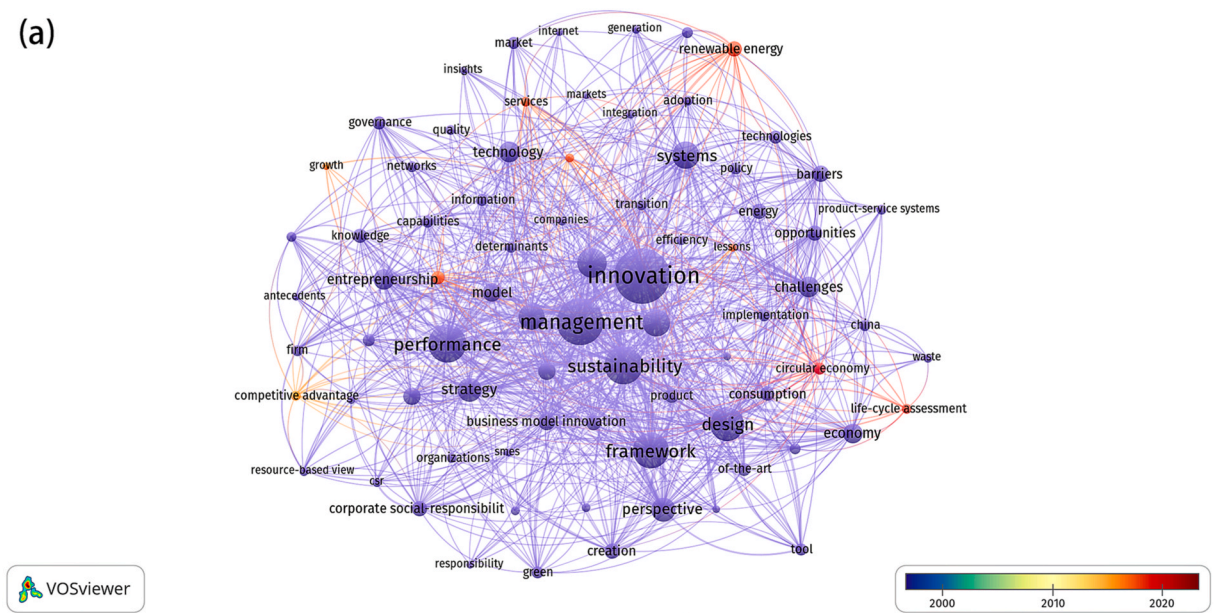 (a)
internet
generation
market
renewable energy
insights
services
markets
adoption
integration
governance
quality
technologies
technology
systems
growth
networks
policy
barriers
information
transition
energy
product-service systems
capabilities
companies
knowledge
determinants
efficiency
lessons
opportunities
innovation
entrepreneurship
model
challenges
antecedents
management
implementation
china
performance
firm
sustainability
circular economy
waste
competitive advantage
strategy
product
consumption
life-cycle assessment
business model innovation
design
economy
organizations
smes
framework
of-the-art
resource-based view
csr
corporate social-responsibilit
perspective
creation
tool
responsibility
green
VOSviewer
2000
2010
2020